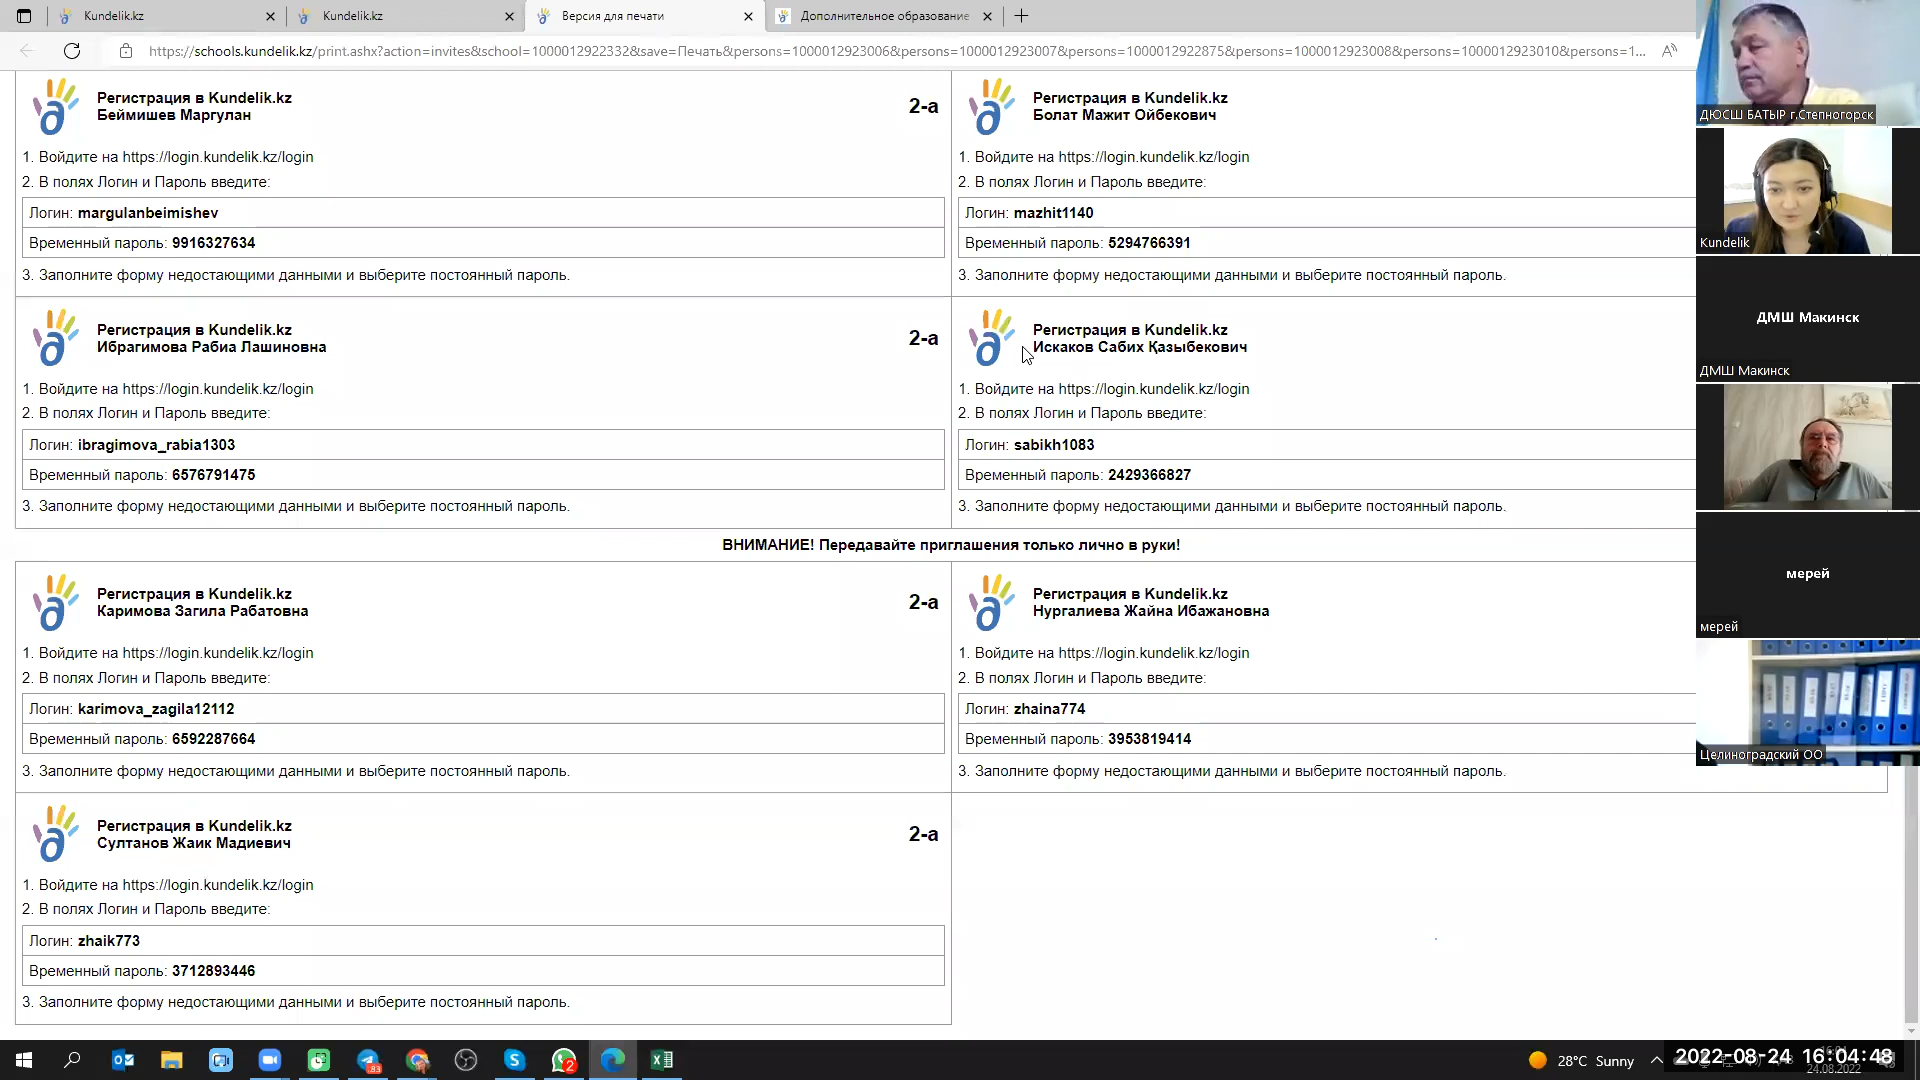 Kundelik.kz
Kundelik.kz
Версия для печати
Дополнительное образование
https://schools.kundelik.kz/print.ashx?action=invites&school=1000012922332&save=Печать&persons=1000012923006&persons=1000012923007&persons=1000012922875&persons=1000012923008&persons=1000012923010&persons=1...
Регистрация в Kundelik.kz
Беймишев Маргулан
2-а
1. Войдите на https://login.kundelik.kz/login
2. В полях Логин и Пароль введите:
Логин: margulanbeimishev
Временный пароль: 9916327634
3. Заполните форму недостающими данными и выберите постоянный пароль.
Регистрация в Kundelik.kz
Болат Мажит Ойбекович
1. Войдите на https://login.kundelik.kz/login
2. В полях Логин и Пароль введите:
Логин: mazhit1140
Временный пароль: 5294766391
3. Заполните форму недостающими данными и выберите постоянный пароль.
Регистрация в Kundelik.kz
Ибрагимова Рабиа Лашиновна
2-а
1. Войдите на https://login.kundelik.kz/login
2. В полях Логин и Пароль введите:
Логин: ibragimova_rabia1303
Временный пароль: 6576791475
3. Заполните форму недостающими данными и выберите постоянный пароль.
Регистрация в Kundelik.kz
Искаков Сабих Қазыбекович
1. Войдите на https://login.kundelik.kz/login
2. В полях Логин и Пароль введите:
Логин: sabikh1083
Временный пароль: 2429366827
3. Заполните форму недостающими данными и выберите постоянный пароль.
ВНИМАНИЕ! Передавайте приглашения только лично в руки!
Регистрация в Kundelik.kz
Каримова Загила Рабатовна
2-а
1. Войдите на https://login.kundelik.kz/login
2. В полях Логин и Пароль введите:
Логин: karimova_zagila12112
Временный пароль: 6592287664
3. Заполните форму недостающими данными и выберите постоянный пароль.
Регистрация в Kundelik.kz
Нургалиева Жайна Ибажановна
1. Войдите на https://login.kundelik.kz/login
2. В полях Логин и Пароль введите:
Логин: zhaina774
Временный пароль: 3953819414
3. Заполните форму недостающими данными и выберите постоянный пароль.
Регистрация в Kundelik.kz
Султанов Жаик Мадиевич
2-а
1. Войдите на https://login.kundelik.kz/login
2. В полях Логин и Пароль введите:
Логин: zhaik773
Временный пароль: 3712893446
3. Заполните форму недостающими данными и выберите постоянный пароль.
ДЮСШ БАТЫР г.Степногорск
Kundelik
ДМШ Макинск
ДМШ Макинск
мерей
мерей
Целиноградский ОО
28°C Sunny
2022-08-24 16:04:48
24.08.2022